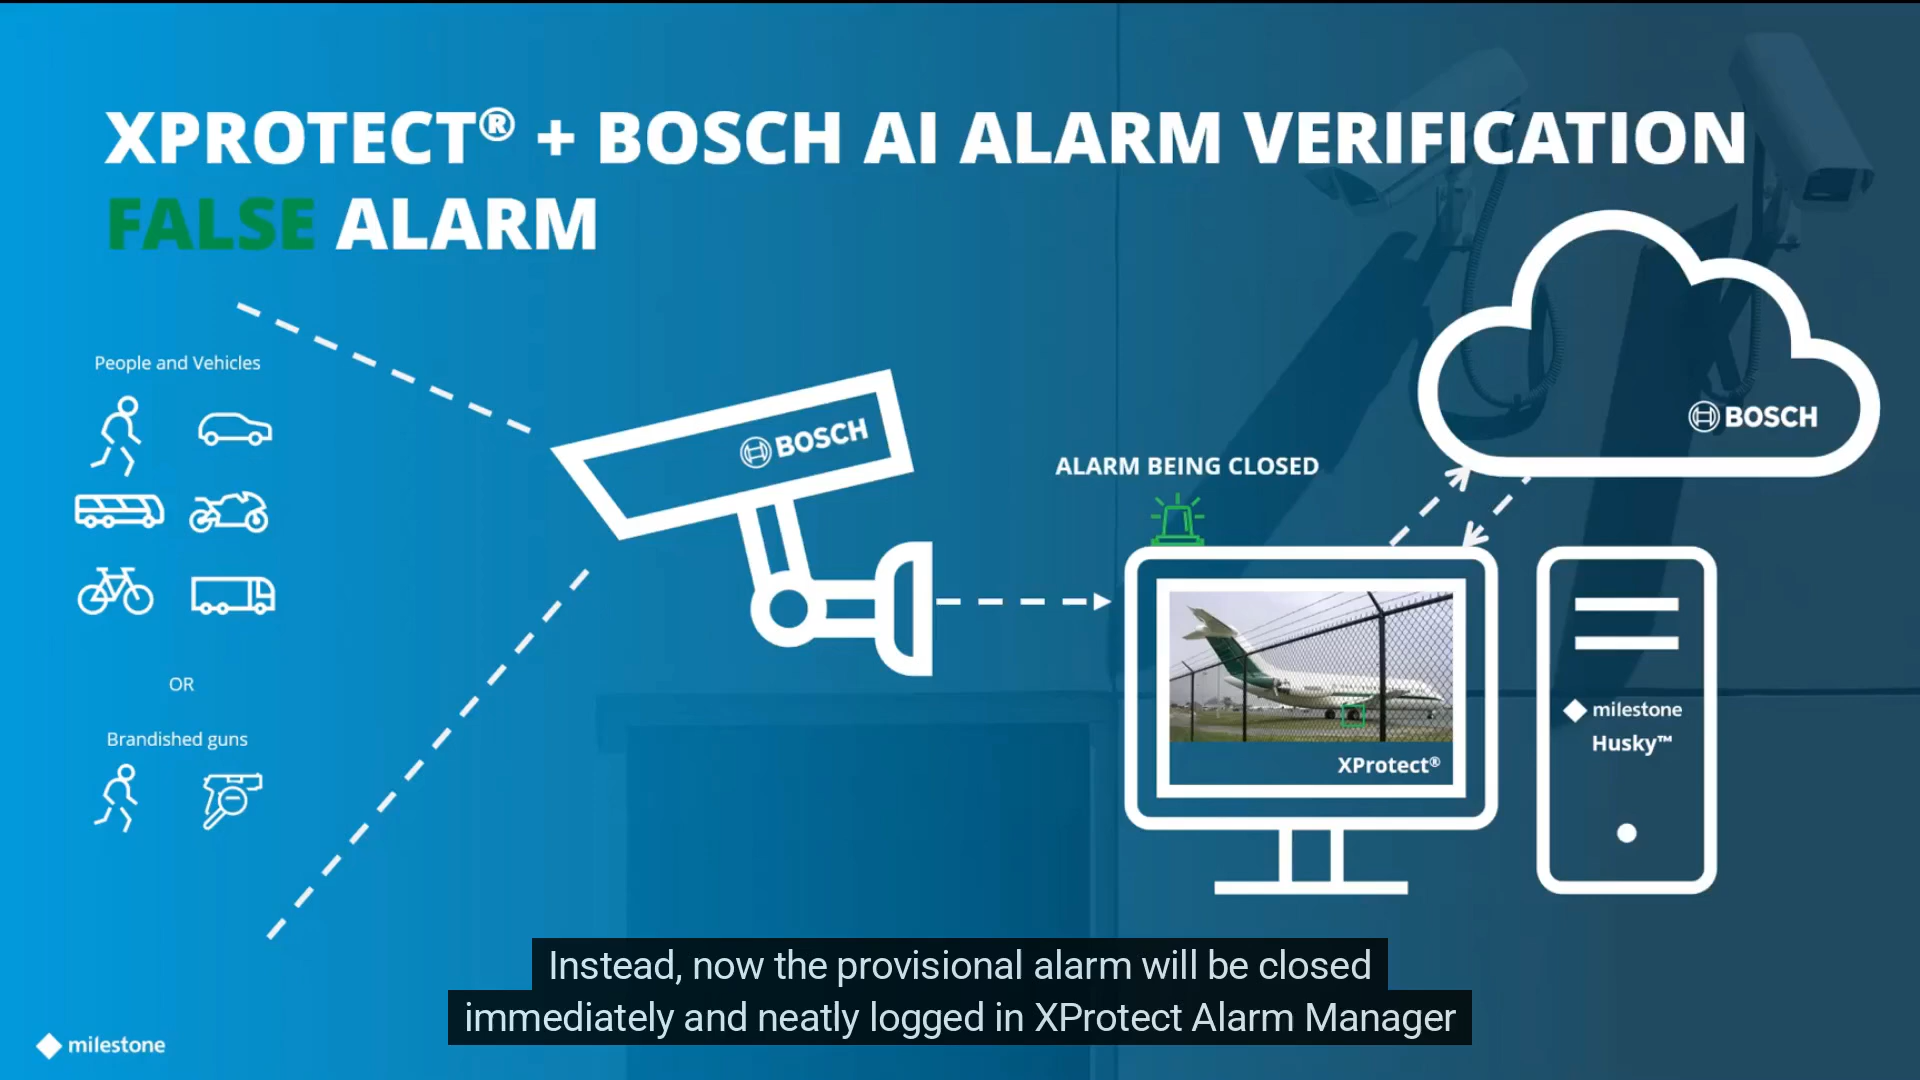 XPROTECT® + BOSCH AI ALARM VERIFICATION
FALSE ALARM
People and Vehicles
OR
Brandished guns
BOSCH
ALARM BEING CLOSED
BOSCH
XProtect®
milestone
Husky™
Instead, now the provisional alarm will be closed
immediately and neatly logged in XProtect Alarm Manager
milestone